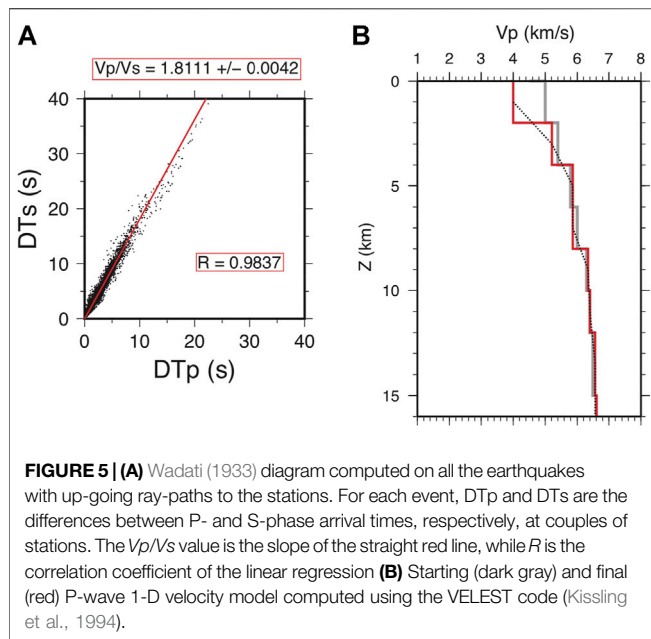 A
Vp/Vs = 1.8111 +/- 0.0042
40
30
20
10
0
DTs (s)
R = 0.9837
0 10 20 30 40
DTp (s)
B
Vp (km/s)
1 2 3 4 5 6 7 8
0
5
10
15
Z (km)
FIGURE 5 | (A) Wadati (1933) diagram computed on all the earthquakes
with up-going ray-paths to the stations. For each event, DTp and DTs are the
differences between P- and S-phase arrival times, respectively, at couples of
stations. The Vp/Vs value is the slope of the straight red line, while R is the
correlation coefficient of the linear regression (B) Starting (dark gray) and final
(red) P-wave 1-D velocity model computed using the VELEST code (Kissling
et al., 1994).